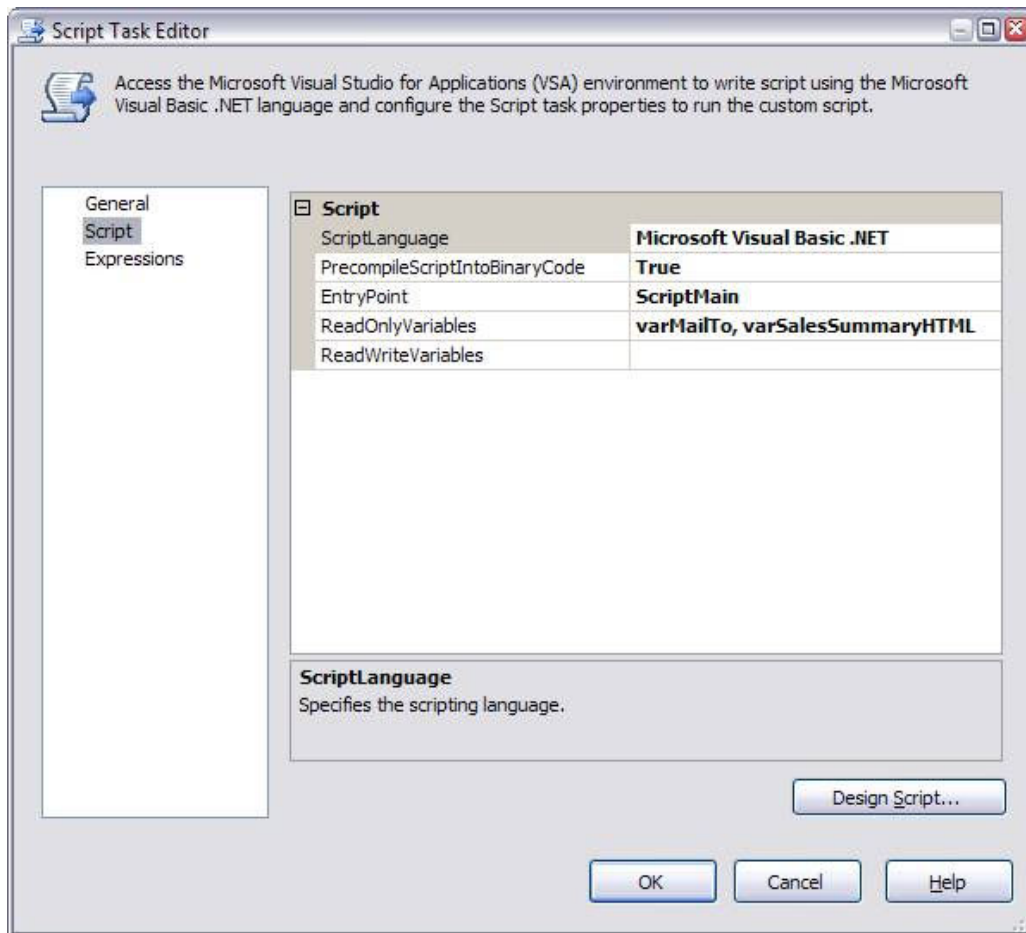 Script Task Editor
Access the Microsoft Visual Studio for Applications (VSA) environment to write script using the Microsoft
Visual Basic .NET language and configure the Script task properties to run the custom script.
General
Script
Expressions
Script
ScriptLanguage Microsoft Visual Basic .NET
PrecompileScriptIntoBinaryCode True
EntryPoint ScriptMain
ReadOnlyVariables varMailTo, varSalesSummaryHTML
ReadWriteVariables
ScriptLanguage
Specifies the scripting language.
Design Script...
OK Cancel Help